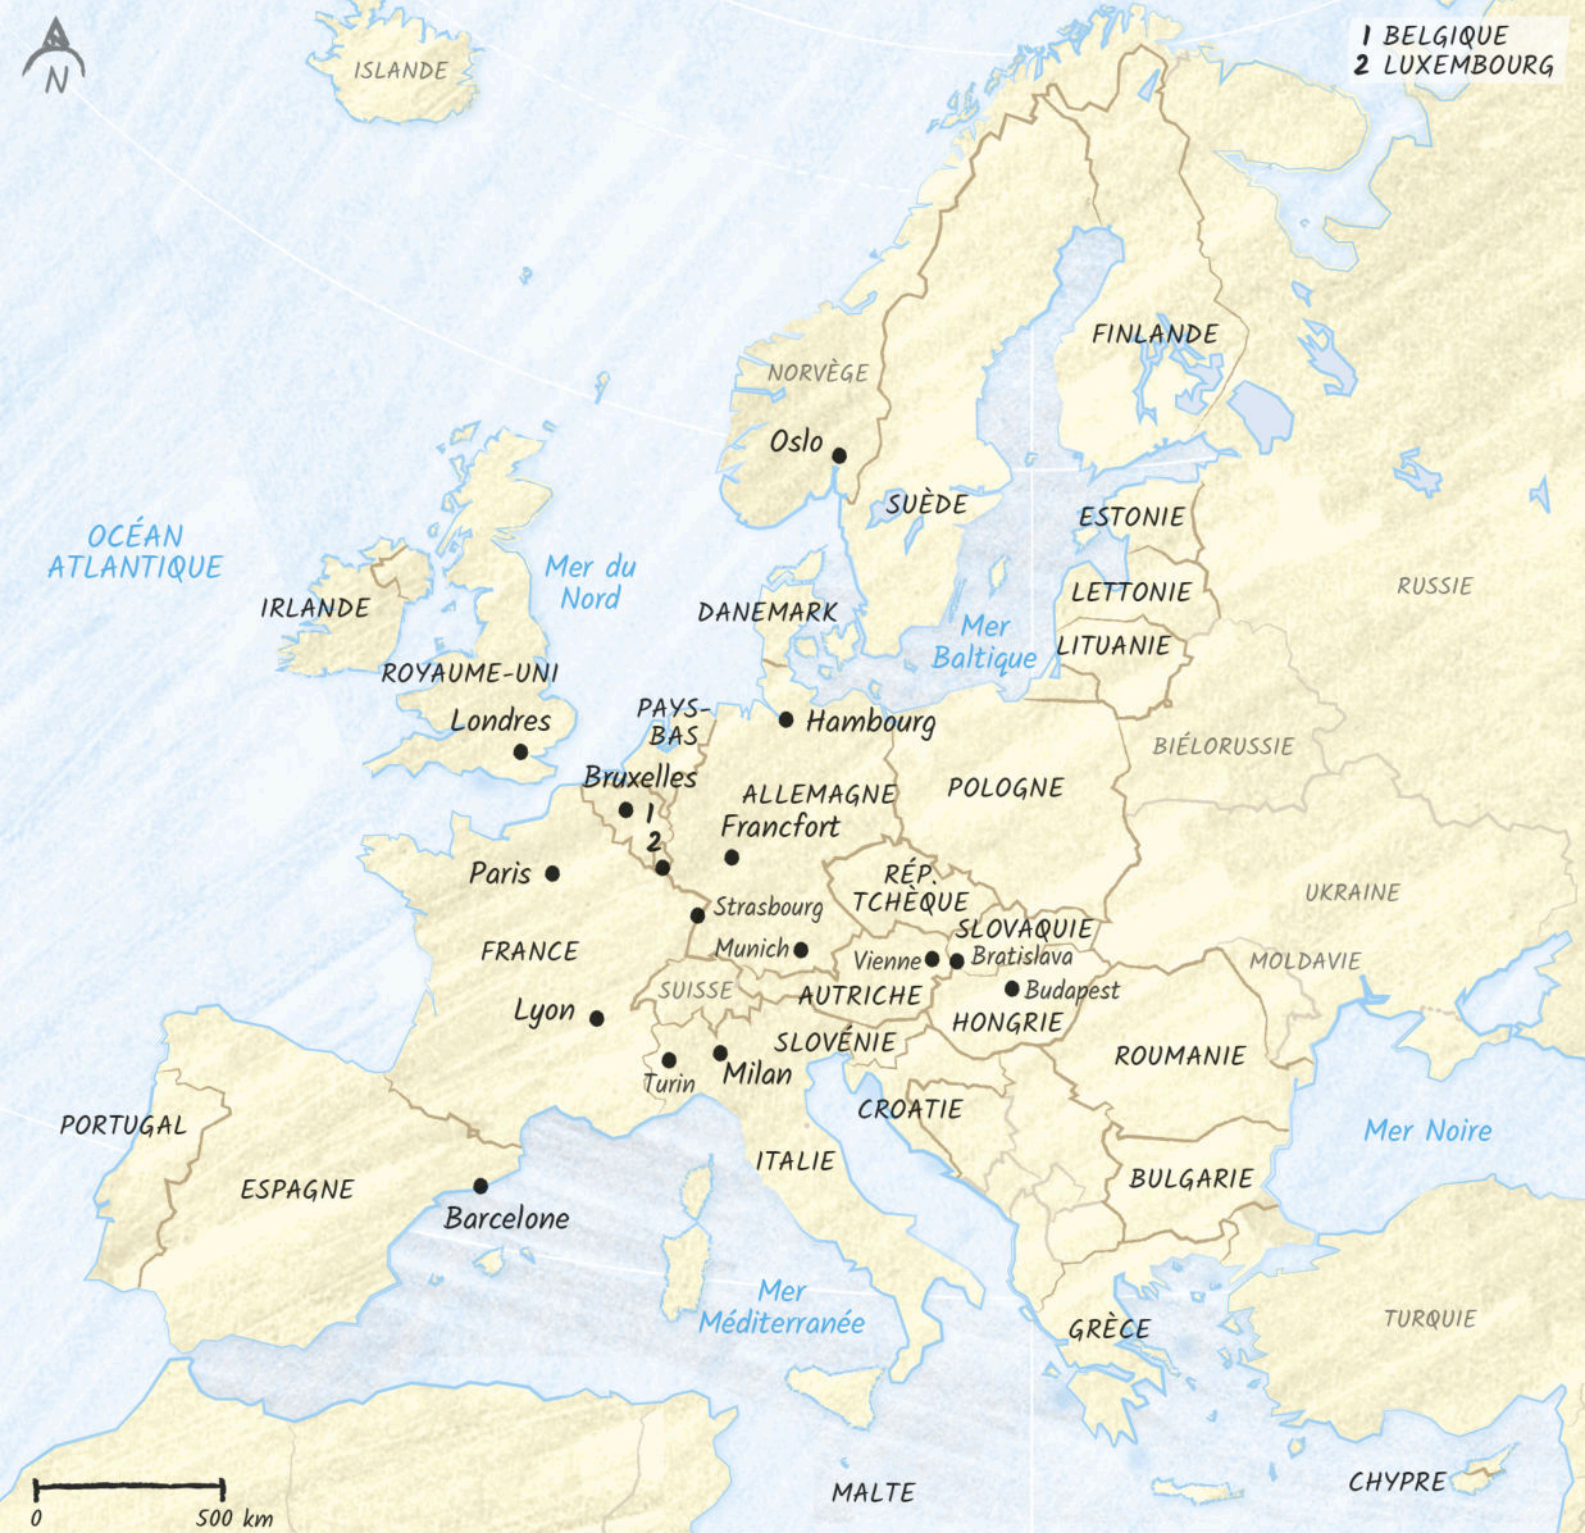 N
1 BELGIQUE
2 LUXEMBOURG
ISLANDE
FINLANDE
NORVÈGE
Oslo
SUÈDE
ESTONIE
OCÉAN
ATLANTIQUE
Mer du
Nord
RUSSIE
LETTONIE
IRLANDE
DANEMARK
Mer
Baltique
LITUANIE
ROYAUME-UNI
Londres
PAYS-
BAS
Hambourg
BIÉLORUSSIE
Bruxelles
1
2
ALLEMAGNE
POLOGNE
Francfort
Paris
RÉP.
TCHÈQUE
UKRAINE
Strasbourg
SLOVAQUIE
FRANCE
Munich
Vienne
Bratislava
MOLDAVIE
SUISSE
AUTRICHE
Budapest
Lyon
HONGRIE
SLOVÉNIE
ROUMANIE
Turin
Milan
CROATIE
PORTUGAL
Mer Noire
ITALIE
ESPAGNE
BULGARIE
Barcelone
Mer
Méditerranée
GRÈCE
TURQUIE
MALTE
CHYPRE
0
500 km